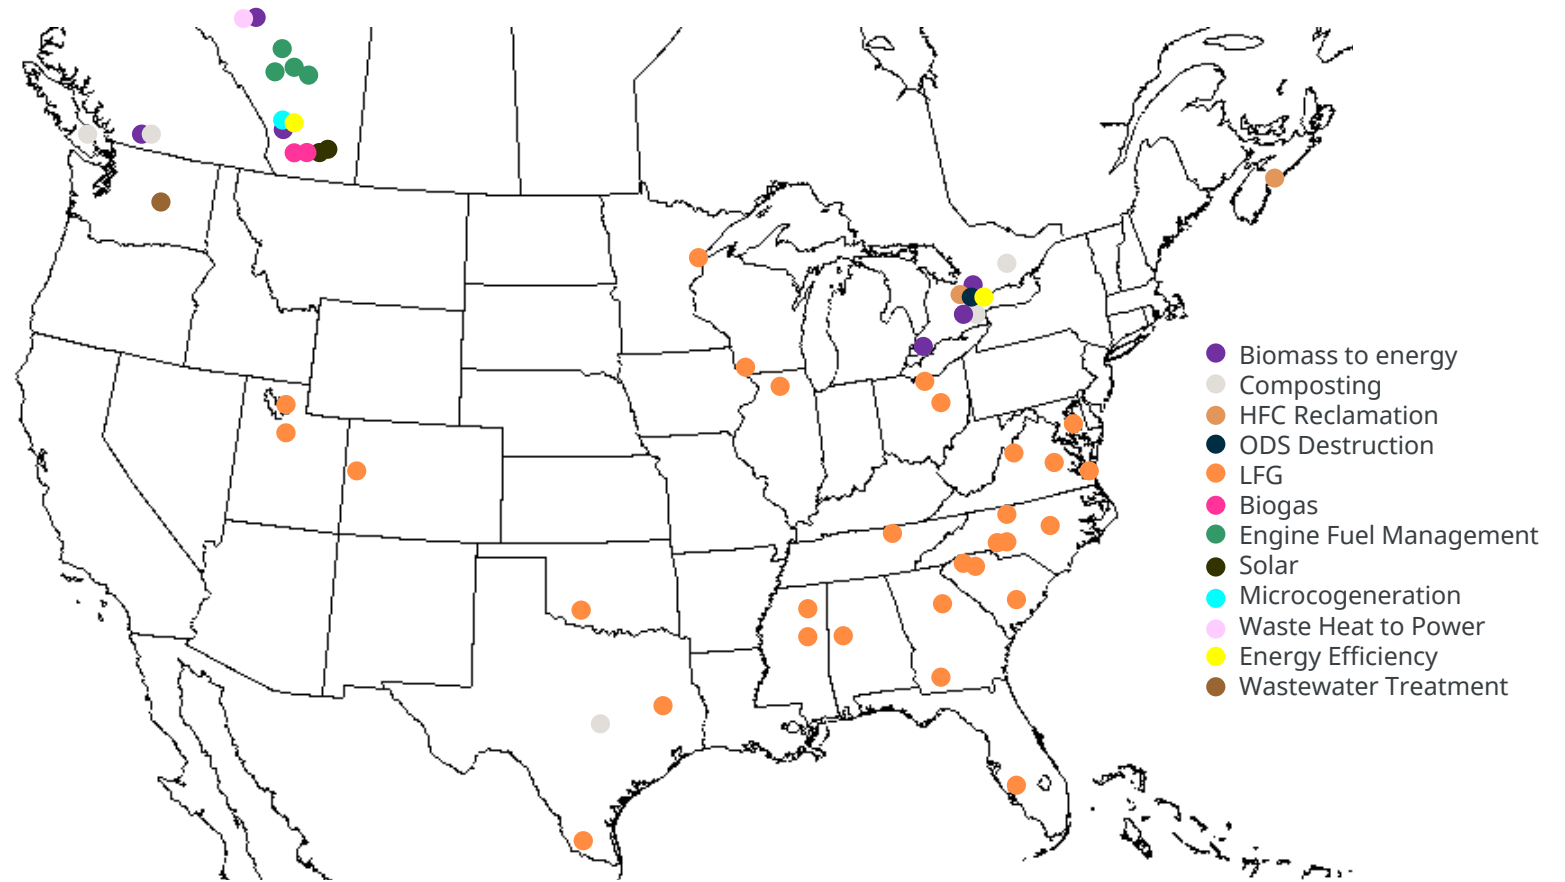 Biomass to energy
Composting
HFC Reclamation
ODS Destruction
LFG
Biogas
Engine Fuel Management
Solar
Microcogeneration
Waste Heat to Power
Energy Efficiency
Wastewater Treatment